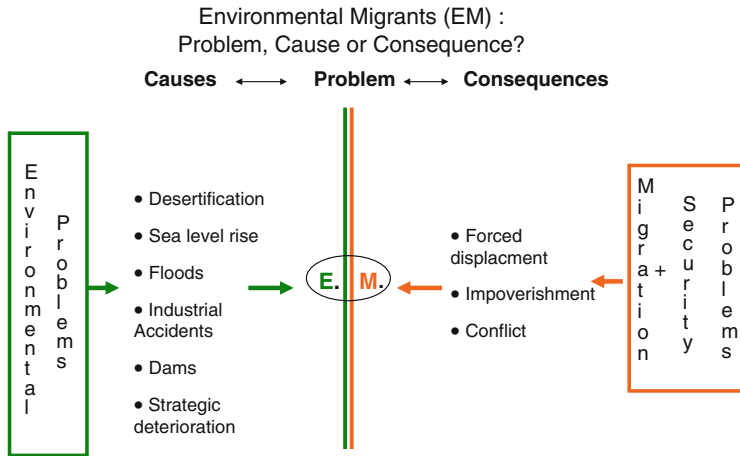 Environmental Migrants (EM) :
Problem, Cause or Consequence?
Causes Problem Consequences
Environmental
Problems
• Desertification
• Sea level rise
• Floods
• Industrial
Accidents
• Dams
• Strategic
deterioration
E. M.
• Forced
displacment
• Impoverishment
• Conflict
Migration
+
Security
Problems